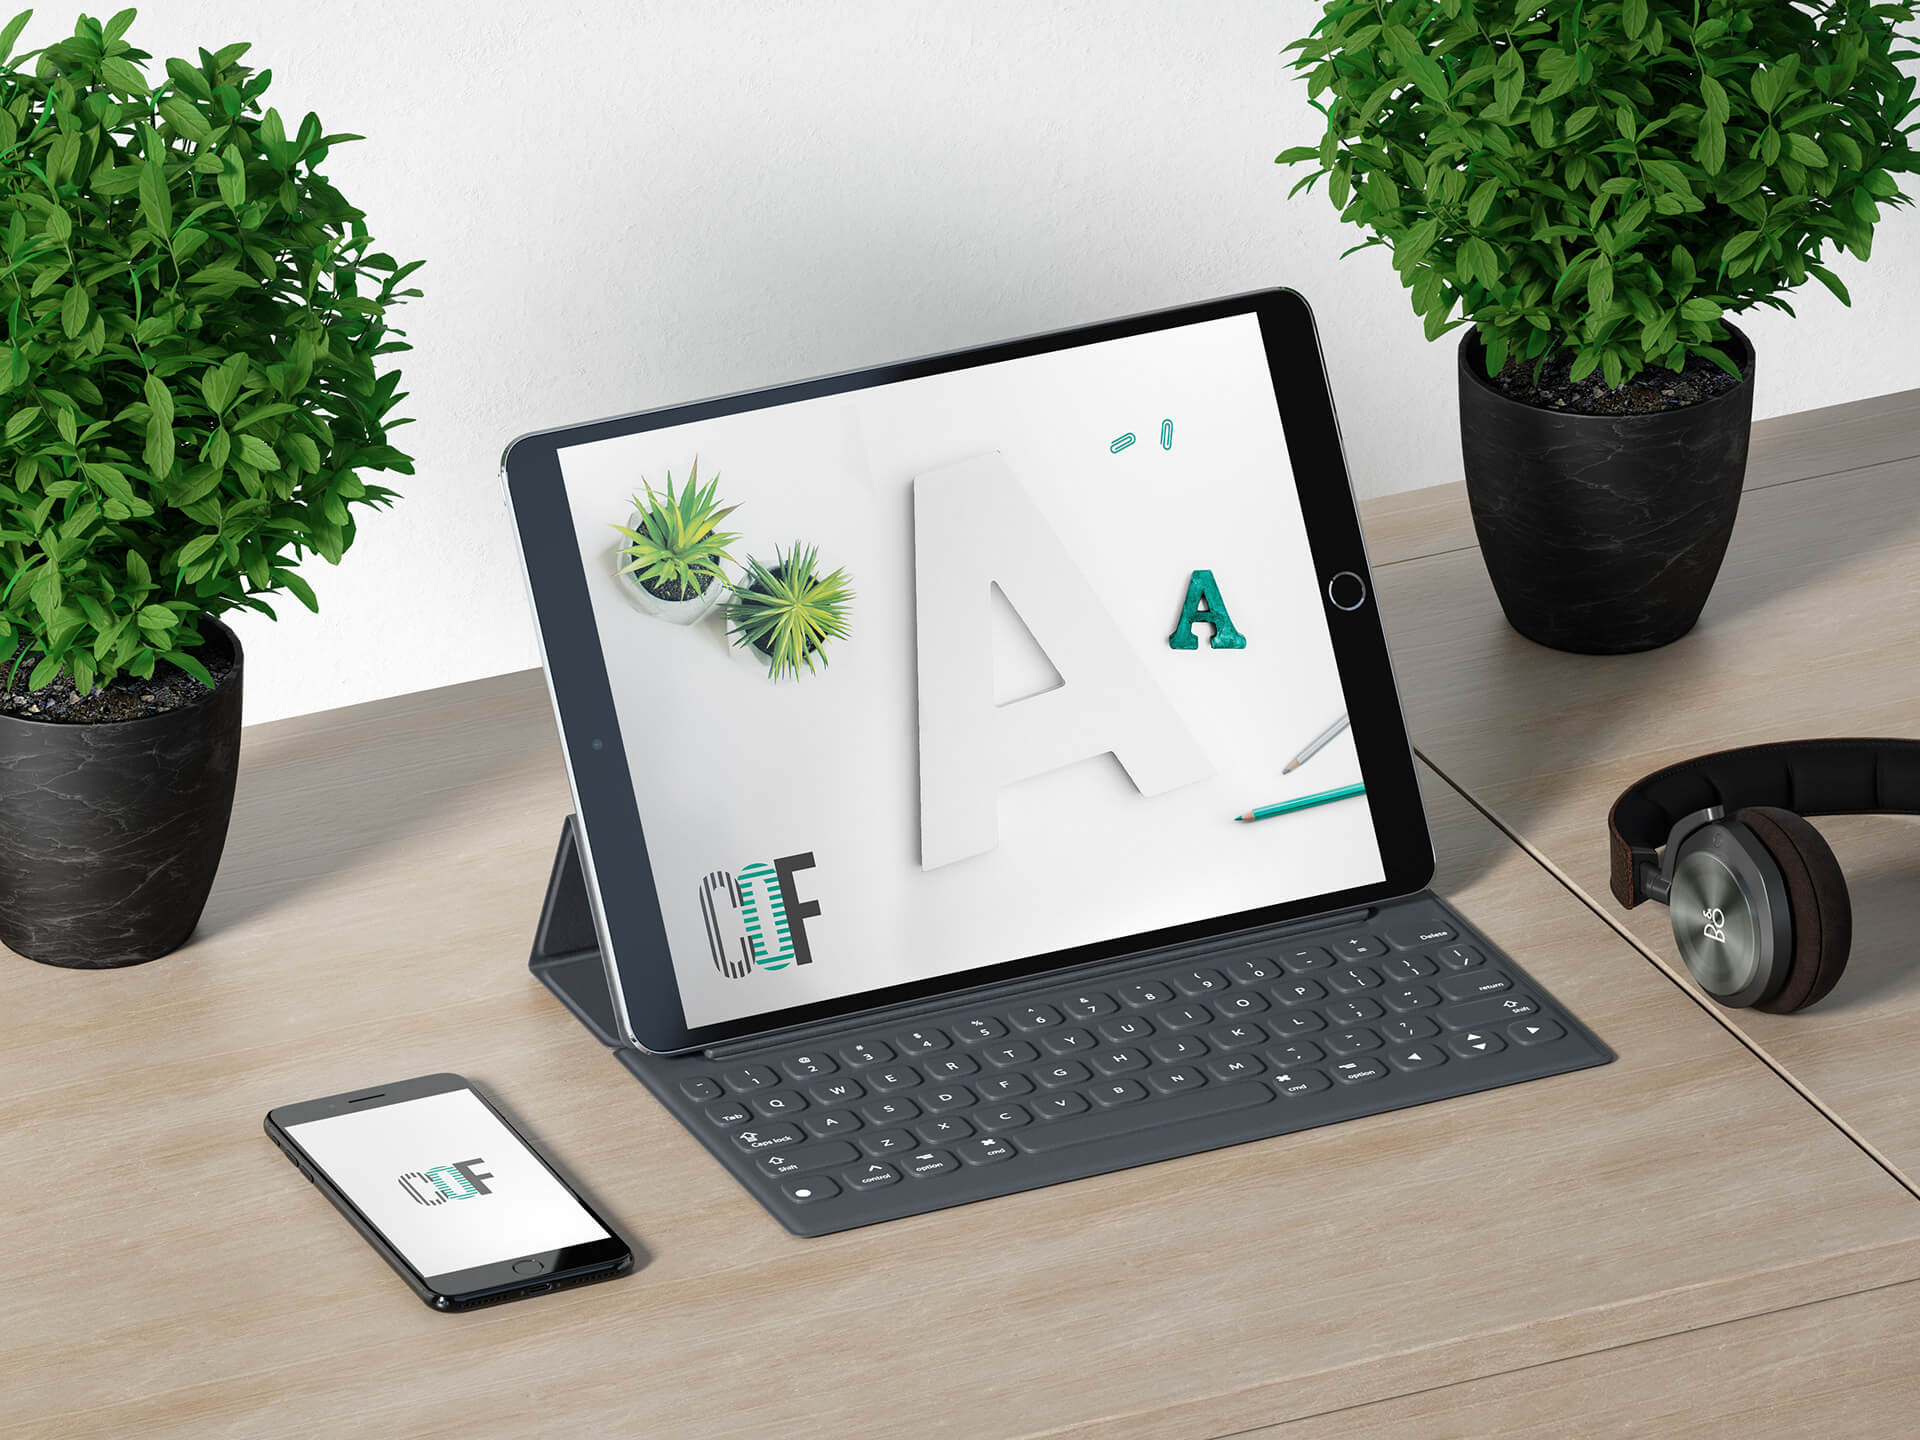 A
A
COF
COF
B&O
~ ! @ # $ % ^ & * ( ) _ + Delete
` 1 2 3 4 5 6 7 8 9 0 - =
Tab Q W E R T Y U I O P { } |
[ ] \
Caps lock A S D F G H J K L : " return
; '
Shift Z X C V B N M < > ? Shift
, . /
control option cmd cmd option